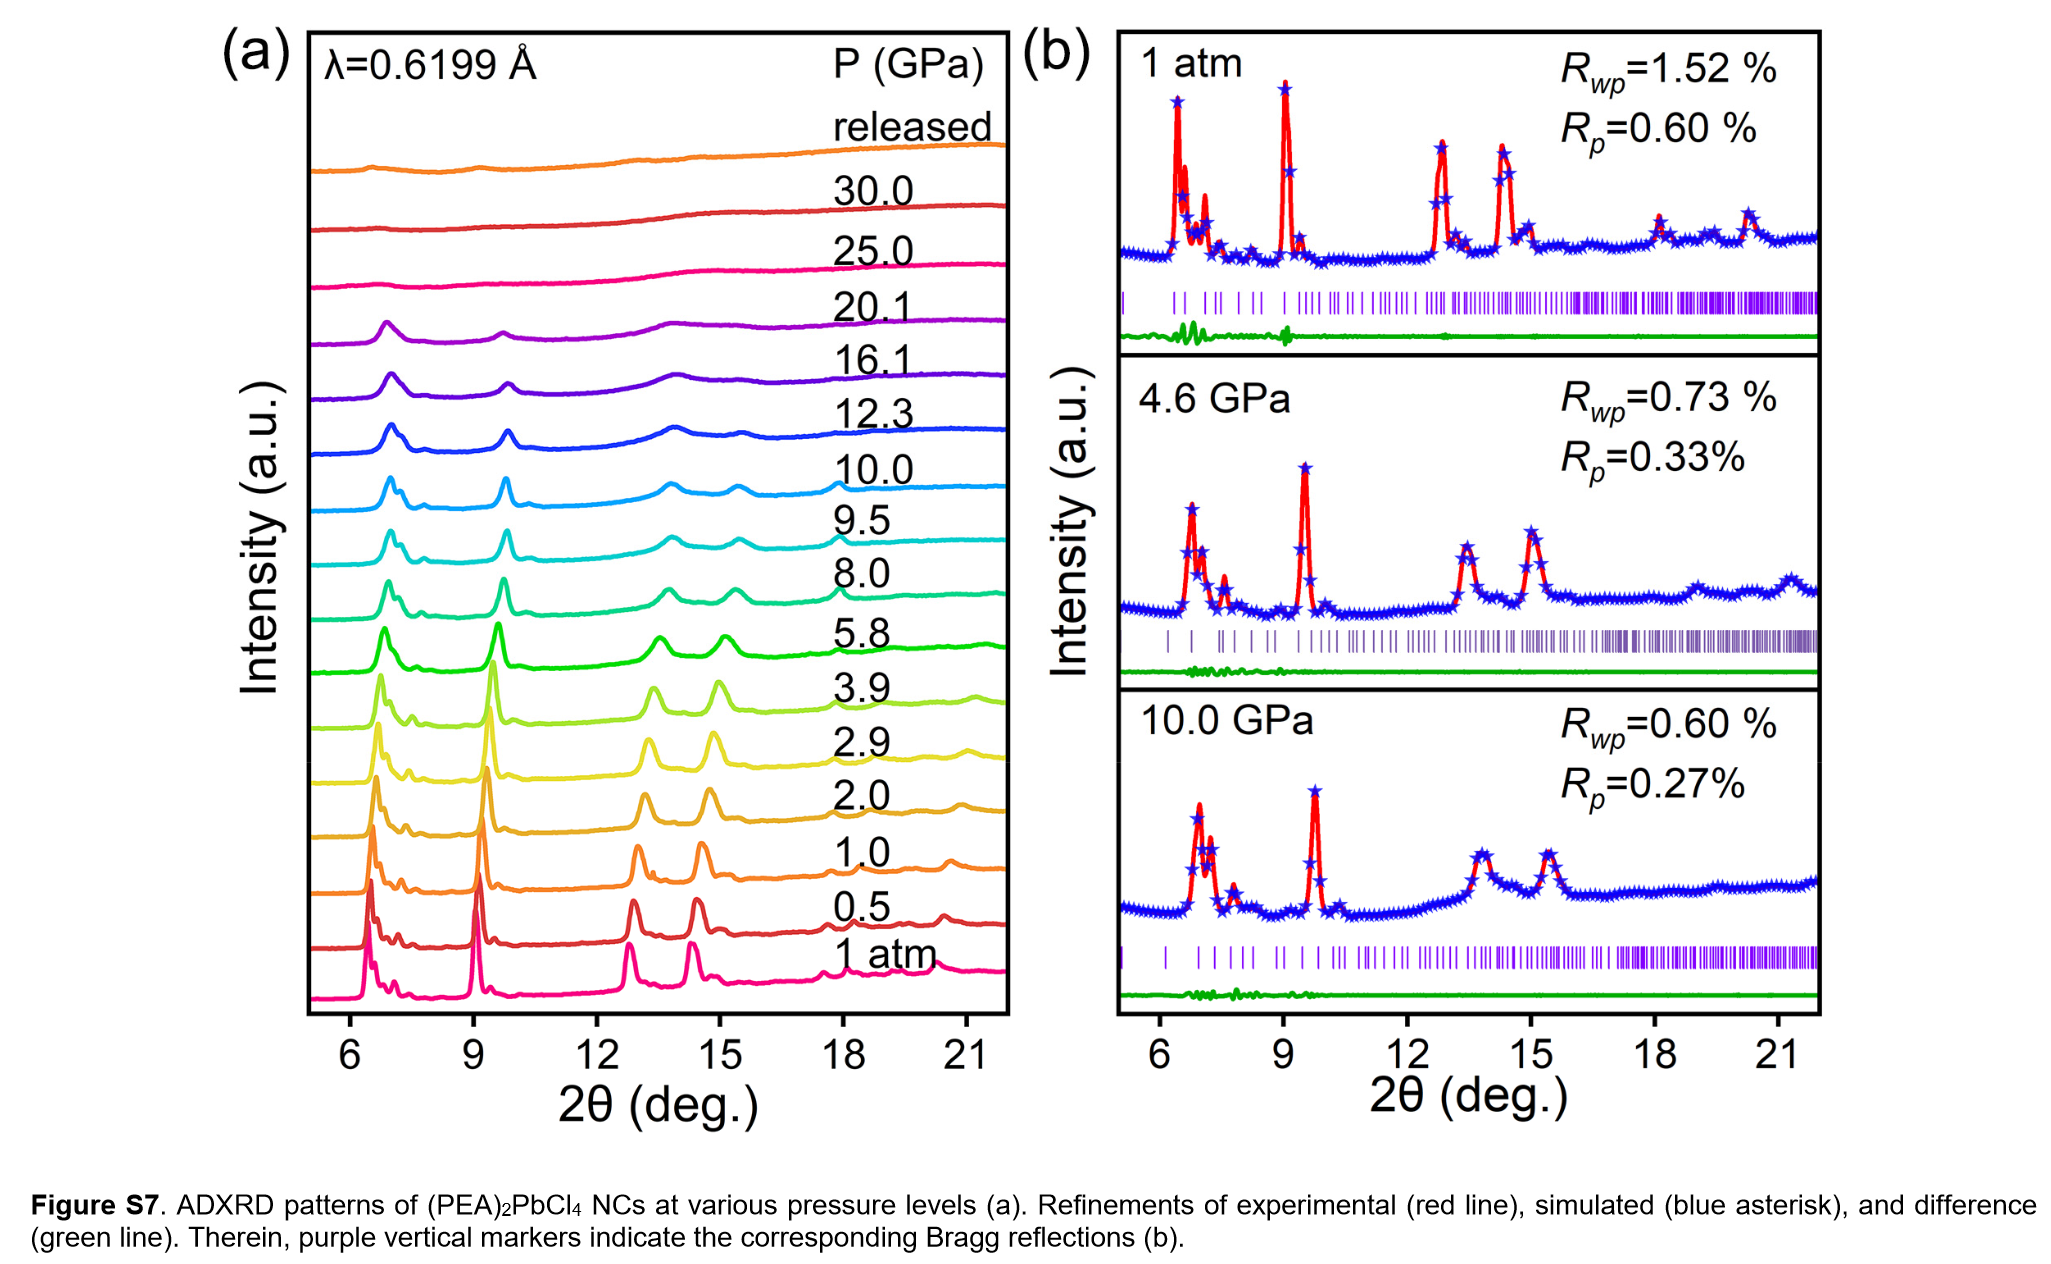 (a)
λ=0.6199 Å
P (GPa)
released
30.0
25.0
20.1
16.1
12.3
10.0
9.5
8.0
5.8
3.9
2.9
2.0
1.0
0.5
1 atm
Intensity (a.u.)
6 9 12 15 18 21
2θ (deg.)
(b)
1 atm
Rwp=1.52 %
Rp=0.60 %
4.6 GPa
Rwp=0.73 %
Rp=0.33%
10.0 GPa
Rwp=0.60 %
Rp=0.27%
Intensity (a.u.)
6 9 12 15 18 21
2θ (deg.)
Figure S7. ADXRD patterns of (PEA)₂PbCl₄ NCs at various pressure levels (a). Refinements of experimental (red line), simulated (blue asterisk), and difference
(green line). Therein, purple vertical markers indicate the corresponding Bragg reflections (b).